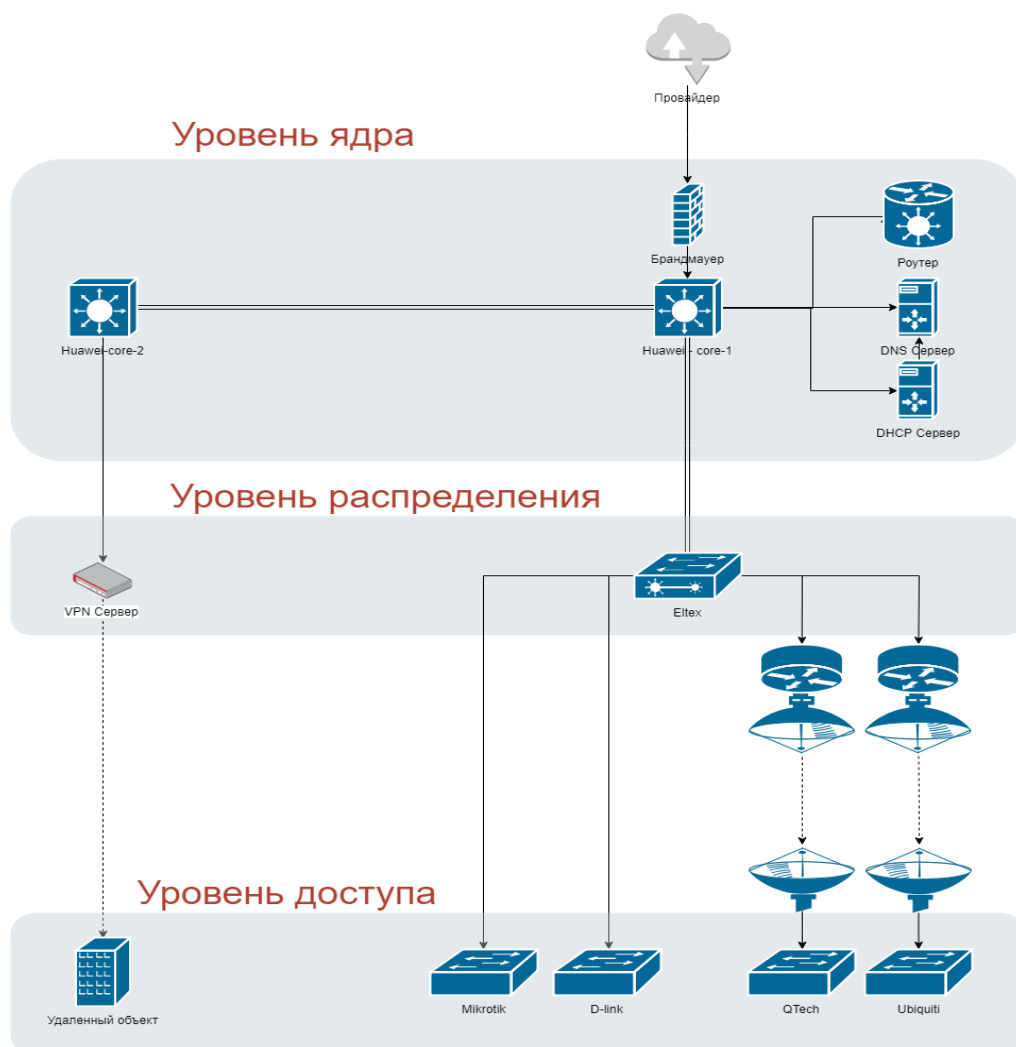 Провайдер
Уровень ядра
Брандмауер
Роутер
Huawei-core-2
Huawei - core-1
DNS Сервер
DHCP Сервер
Уровень распределения
VPN Сервер
Eltex
Уровень доступа
Удаленный объект
Mikrotik
D-link
QTech
Ubiquiti